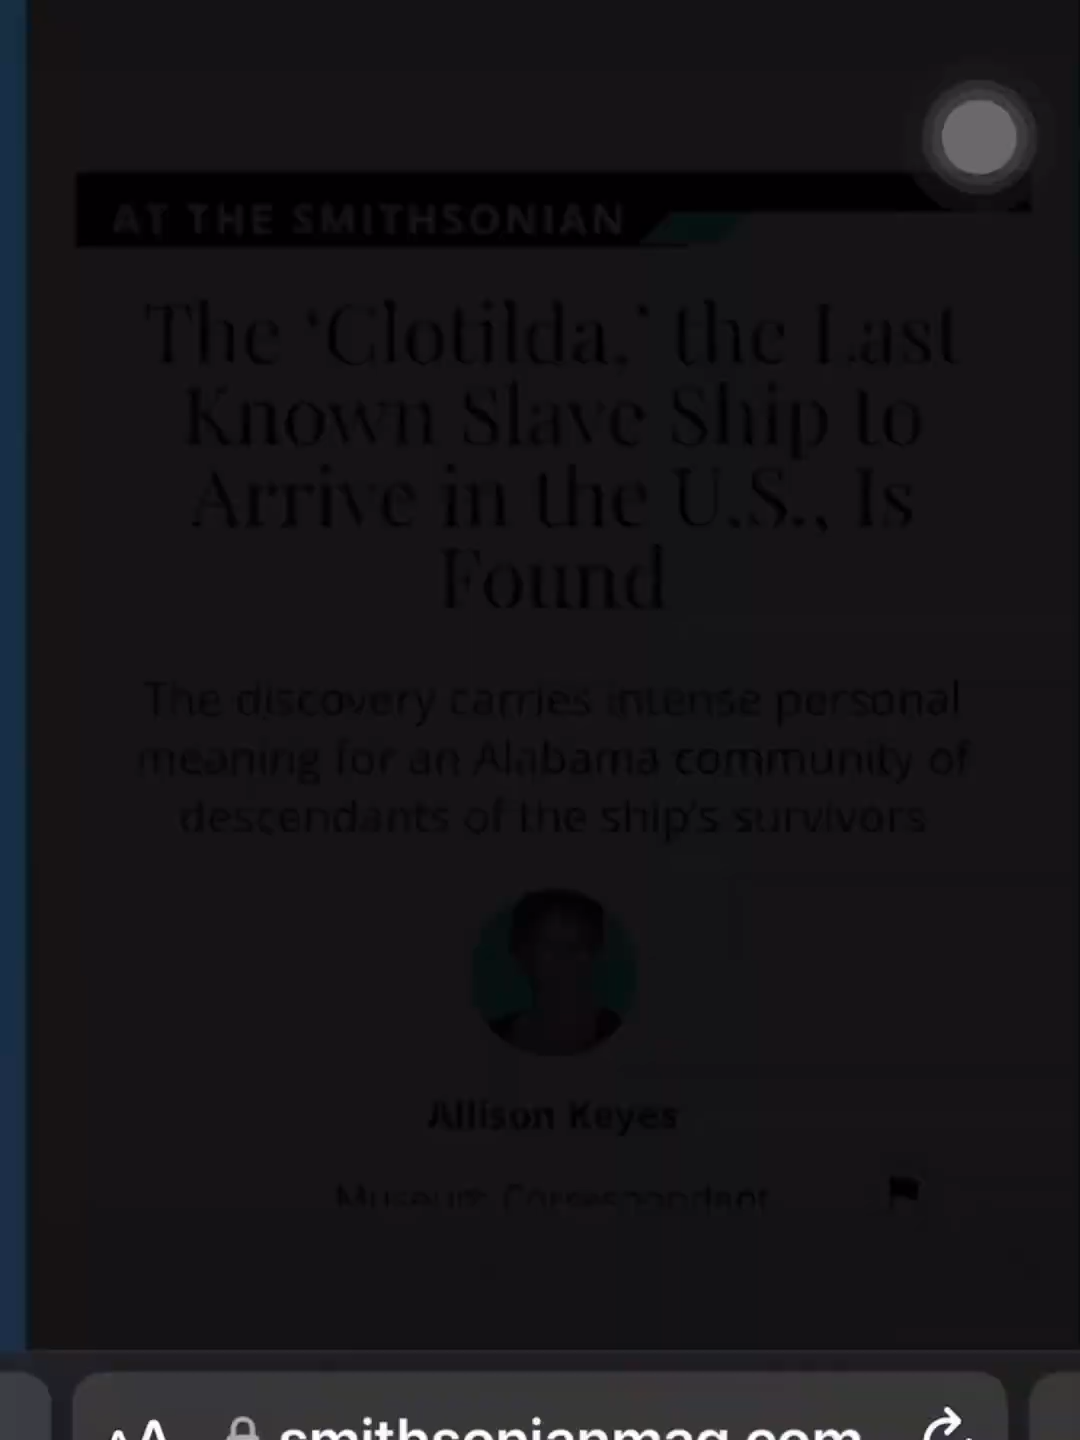 AT THE SMITHSONIAN
The ‘Clotilda,’ the Last
Known Slave Ship to
Arrive in the U.S., Is
Found
The discovery carries intense personal
meaning for an Alabama community of
descendants of the ship’s survivors
Allison Keyes
Museum Correspondent
AA smithsonianmag.com